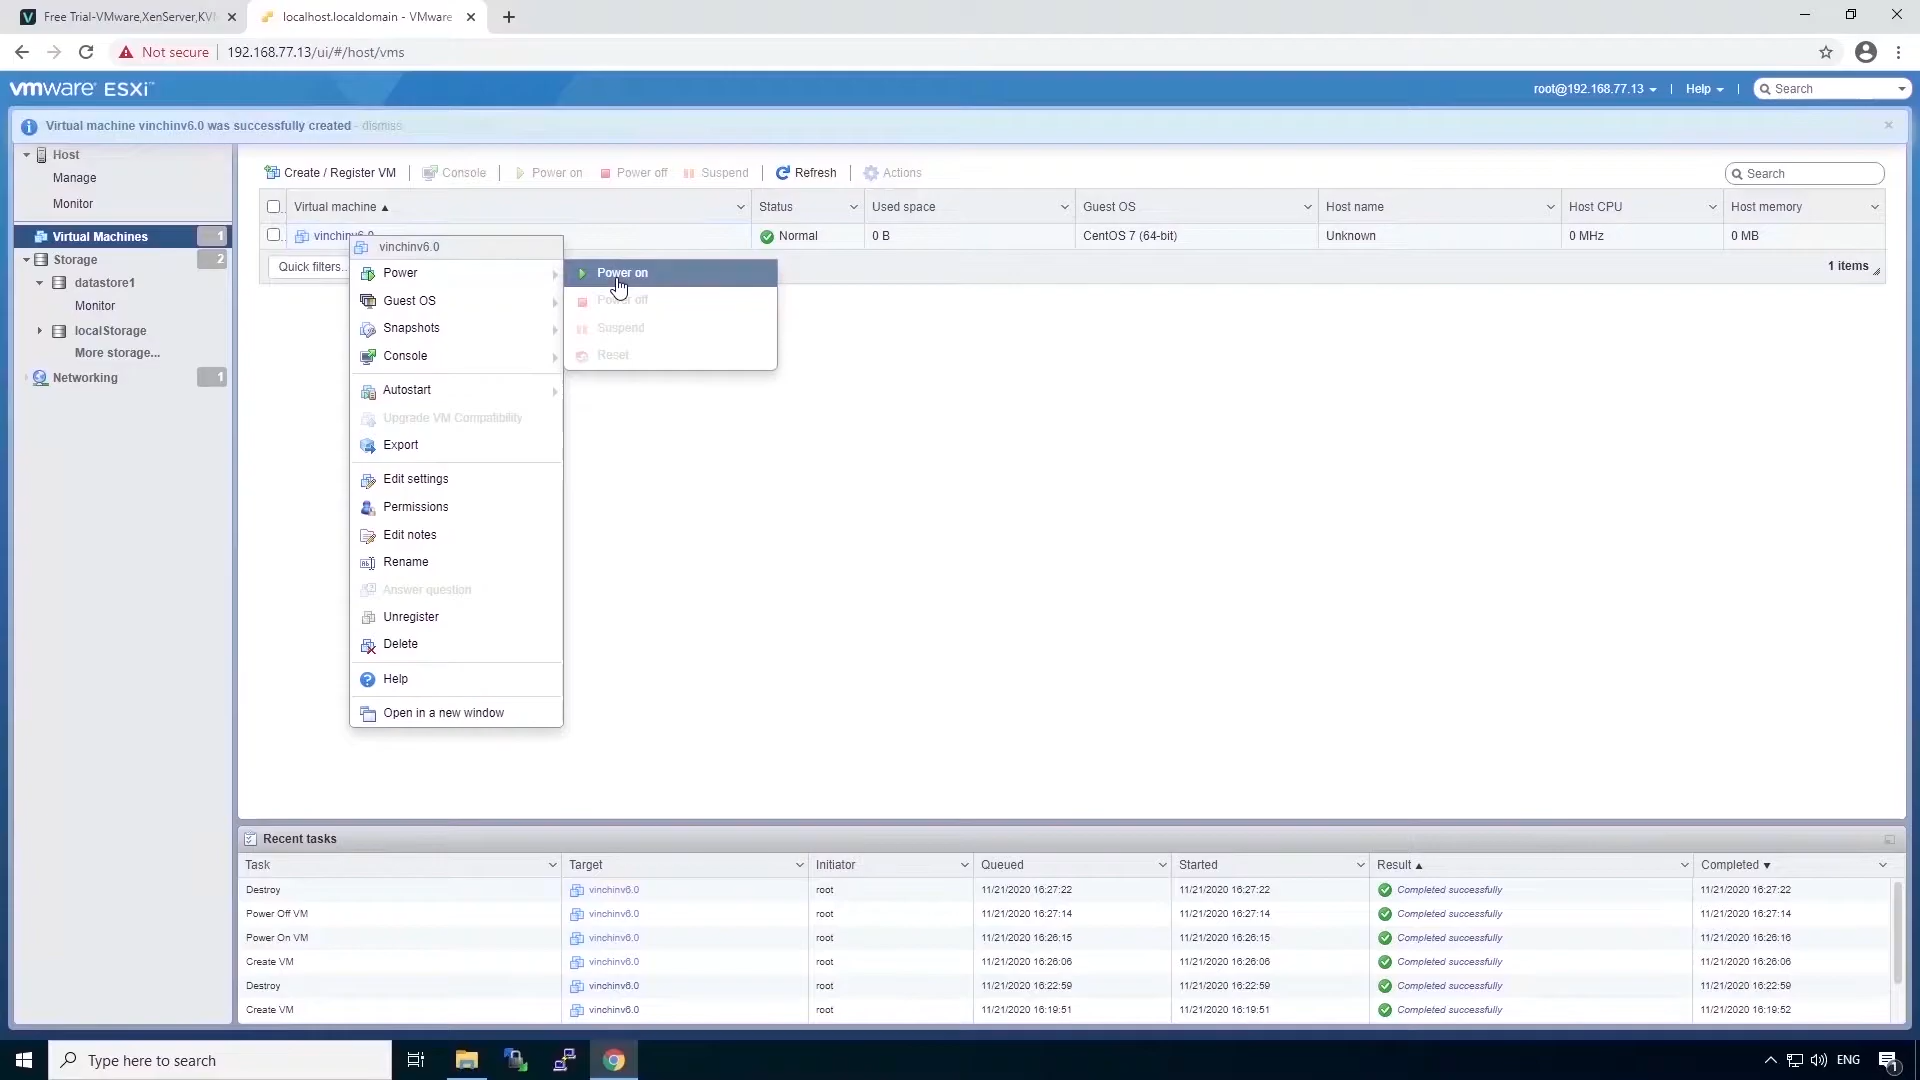 Free Trial-VMware,XenServer,KV
localhost.localdomain - VMware
Not secure
192.168.77.13/ui/#/host/vms
vmware ESXi
root@192.168.77.13
Help
Search
Virtual machine vinchinv6.0 was successfully created - dismiss
Host
Manage
Monitor
Virtual Machines 1
Storage 2
datastore1
Monitor
localStorage
More storage...
Networking 1
Create / Register VM
Console
Power on
Power off
Suspend
Refresh
Actions
Search
Virtual machine
Status
Used space
Guest OS
Host name
Host CPU
Host memory
vinchinv6.0
Normal
0 B
CentOS 7 (64-bit)
Unknown
0 MHz
0 MB
Quick filters..
1 items
vinchinv6.0
Power
Guest OS
Snapshots
Console
Autostart
Upgrade VM Compatibility
Export
Edit settings
Permissions
Edit notes
Rename
Answer question
Unregister
Delete
Help
Open in a new window
Power on
Power off
Suspend
Reset
Recent tasks
Task Target Initiator Queued Started Result Completed
Destroy vinchinv6.0 root 11/21/2020 16:27:22 11/21/2020 16:27:22 Completed successfully 11/21/2020 16:27:22
Power Off VM vinchinv6.0 root 11/21/2020 16:27:14 11/21/2020 16:27:14 Completed successfully 11/21/2020 16:27:14
Power On VM vinchinv6.0 root 11/21/2020 16:26:15 11/21/2020 16:26:15 Completed successfully 11/21/2020 16:26:16
Create VM vinchinv6.0 root 11/21/2020 16:26:06 11/21/2020 16:26:06 Completed successfully 11/21/2020 16:26:06
Destroy vinchinv6.0 root 11/21/2020 16:22:59 11/21/2020 16:22:59 Completed successfully 11/21/2020 16:22:59
Create VM vinchinv6.0 root 11/21/2020 16:19:51 11/21/2020 16:19:51 Completed successfully 11/21/2020 16:19:52
Type here to search
ENG
1